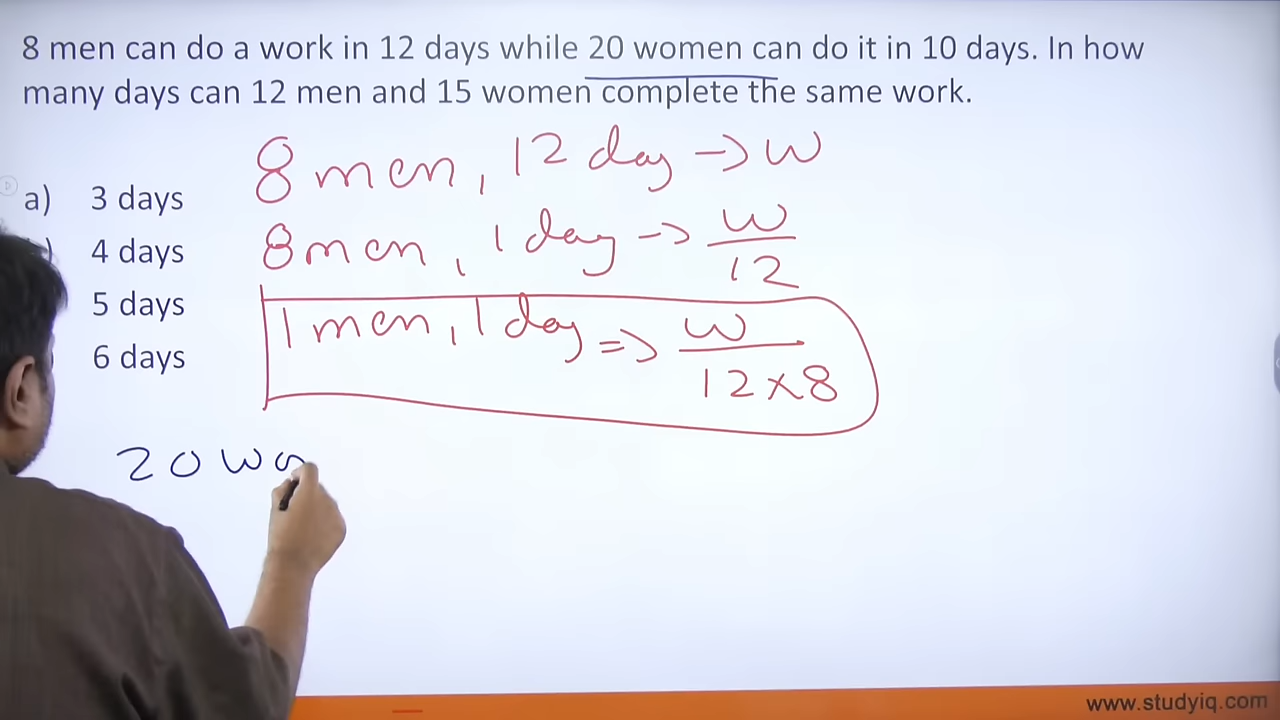 8 men can do a work in 12 days while 20 women can do it in 10 days. In how
many days can 12 men and 15 women complete the same work.
8 men, 12 day → W
a) 3 days
8 men, 1 day → W/12
4 days
1 men, 1 day ⇒ W/12×8
5 days
6 days
20 wo
www.studyiq.com